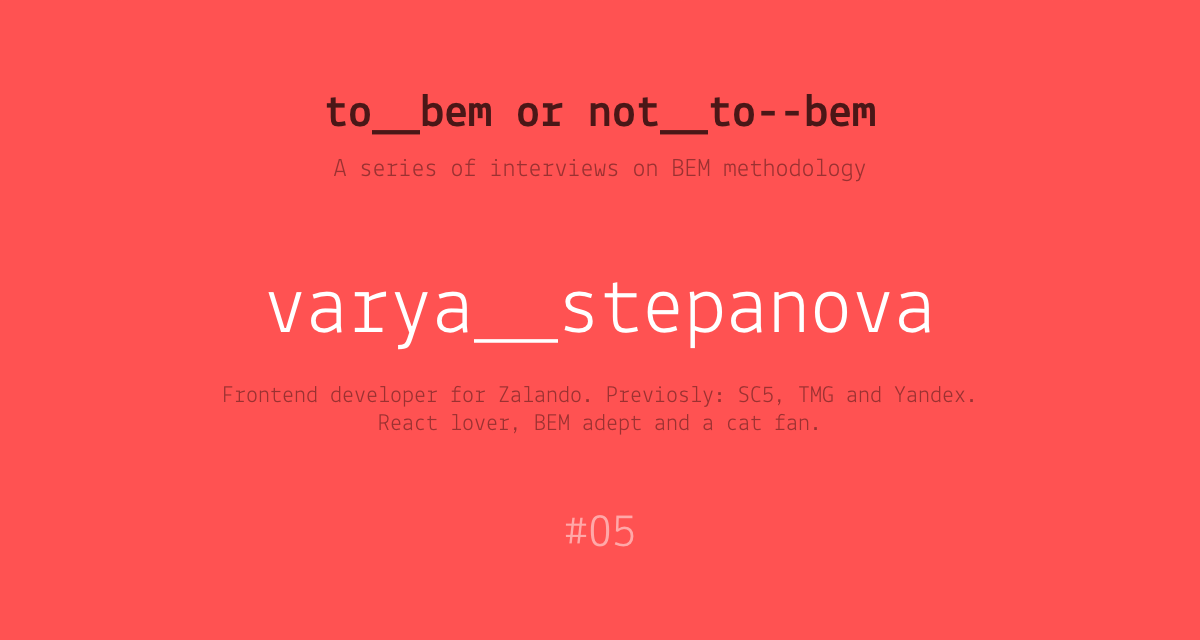 to__bem or not__to--bem
A series of interviews on BEM methodology
varya__stepanova
Frontend developer for Zalando. Previosly: SC5, TMG and Yandex.
React lover, BEM adept and a cat fan.
#05